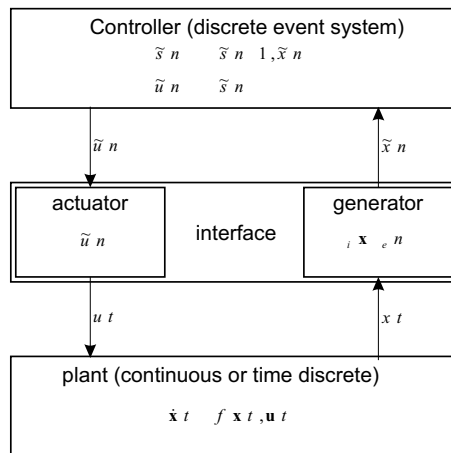 Controller (discrete event system)
s̃ n s̃ n 1 , x̃ n
ũ n s̃ n
ũ n x̃ n
actuator generator
interface
ũ n i x e n
u t x t
plant (continuous or time discrete)
ẋ t f x t , u t